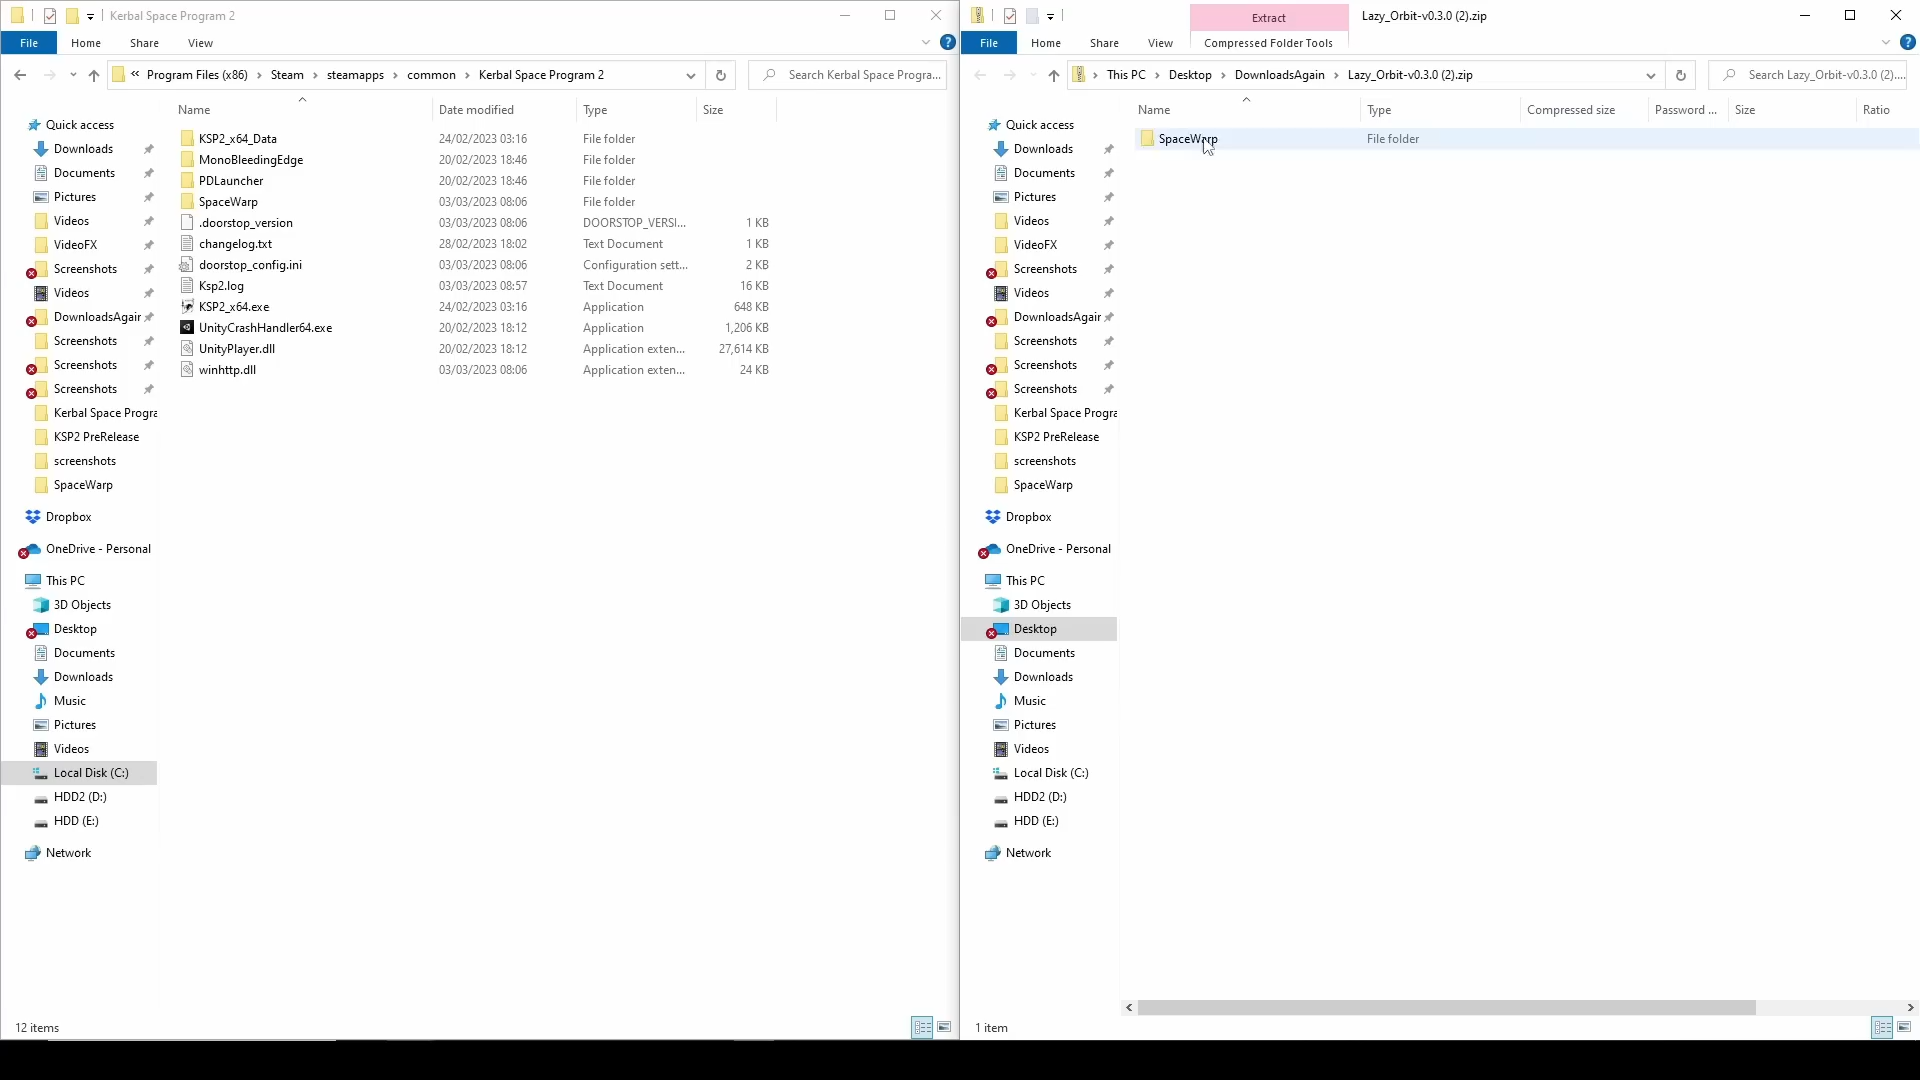 Kerbal Space Program 2
File Home Share View
« Program Files (x86) › Steam › steamapps › common › Kerbal Space Program 2
Search Kerbal Space Progra...
Name Date modified Type Size
Quick access
Downloads
Documents
Pictures
Videos
VideoFX
Screenshots
Videos
DownloadsAgain
Screenshots
Screenshots
Screenshots
Kerbal Space Progra
KSP2 PreRelease
screenshots
SpaceWarp
Dropbox
OneDrive - Personal
This PC
3D Objects
Desktop
Documents
Downloads
Music
Pictures
Videos
Local Disk (C:)
HDD2 (D:)
HDD (E:)
Network
KSP2_x64_Data 24/02/2023 03:16 File folder
MonoBleedingEdge 20/02/2023 18:46 File folder
PDLauncher 20/02/2023 18:46 File folder
SpaceWarp 03/03/2023 08:06 File folder
.doorstop_version 03/03/2023 08:06 DOORSTOP_VERSI... 1 KB
changelog.txt 28/02/2023 18:02 Text Document 1 KB
doorstop_config.ini 03/03/2023 08:06 Configuration sett... 2 KB
Ksp2.log 03/03/2023 08:57 Text Document 16 KB
KSP2_x64.exe 24/02/2023 03:16 Application 648 KB
UnityCrashHandler64.exe 20/02/2023 18:12 Application 1,206 KB
UnityPlayer.dll 20/02/2023 18:12 Application exten... 27,614 KB
winhttp.dll 03/03/2023 08:06 Application exten... 24 KB
12 items
Extract Lazy_Orbit-v0.3.0 (2).zip
File Home Share View Compressed Folder Tools
› This PC › Desktop › DownloadsAgain › Lazy_Orbit-v0.3.0 (2).zip
Search Lazy_Orbit-v0.3.0 (2)....
Name Type Compressed size Password ... Size Ratio
Quick access
Downloads
Documents
Pictures
Videos
VideoFX
Screenshots
Videos
DownloadsAgain
Screenshots
Screenshots
Screenshots
Kerbal Space Progra
KSP2 PreRelease
screenshots
SpaceWarp
Dropbox
OneDrive - Personal
This PC
3D Objects
Desktop
Documents
Downloads
Music
Pictures
Videos
Local Disk (C:)
HDD2 (D:)
HDD (E:)
Network
SpaceWarp File folder
1 item